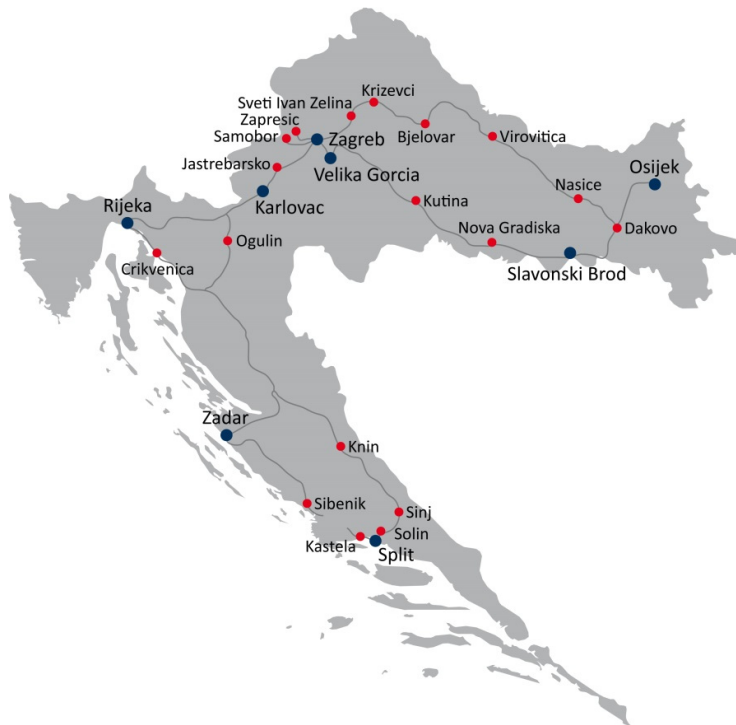 Krizevci
Sveti Ivan Zelina
Zapresic
Samobor
Zagreb
Bjelovar
Virovitica
Jastrebarsko
Velika Gorcia
Osijek
Karlovac
Kutina
Nasice
Rijeka
Nova Gradiska
Dakovo
Ogulin
Crikvenica
Slavonski Brod
Zadar
Knin
Sibenik
Sinj
Solin
Kastela
Split